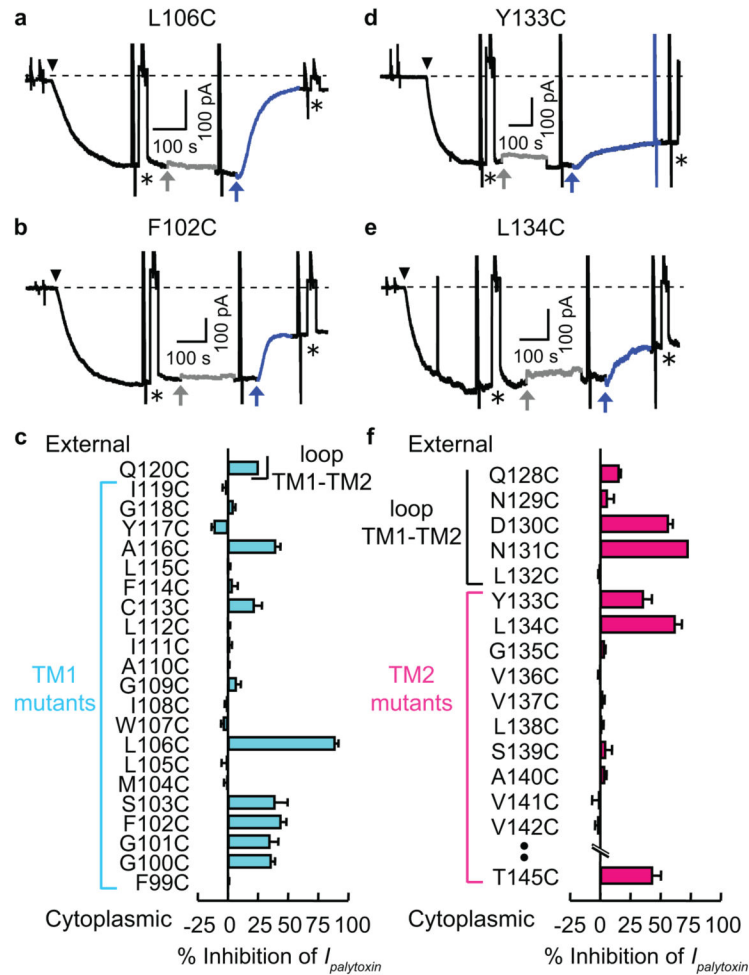 a
L106C
100 s
100 pA
*
*
b
F102C
100 s
100 pA
*
*
c
External
loop
TM1-TM2
Q120C
I119C
G118C
Y117C
A116C
L115C
F114C
C113C
L112C
I111C
A110C
G109C
I108C
W107C
L106C
L105C
M104C
S103C
F102C
G101C
G100C
F99C
TM1
mutants
Cytoplasmic
-25 0 25 50 75 100
% Inhibition of Ipalytoxin
d
Y133C
100 s
100 pA
*
*
e
L134C
100 s
100 pA
*
*
f
External
loop
TM1-TM2
Q128C
N129C
D130C
N131C
L132C
Y133C
L134C
G135C
V136C
V137C
L138C
S139C
A140C
V141C
V142C
T145C
TM2
mutants
Cytoplasmic
-25 0 25 50 75 100
% Inhibition of Ipalytoxin